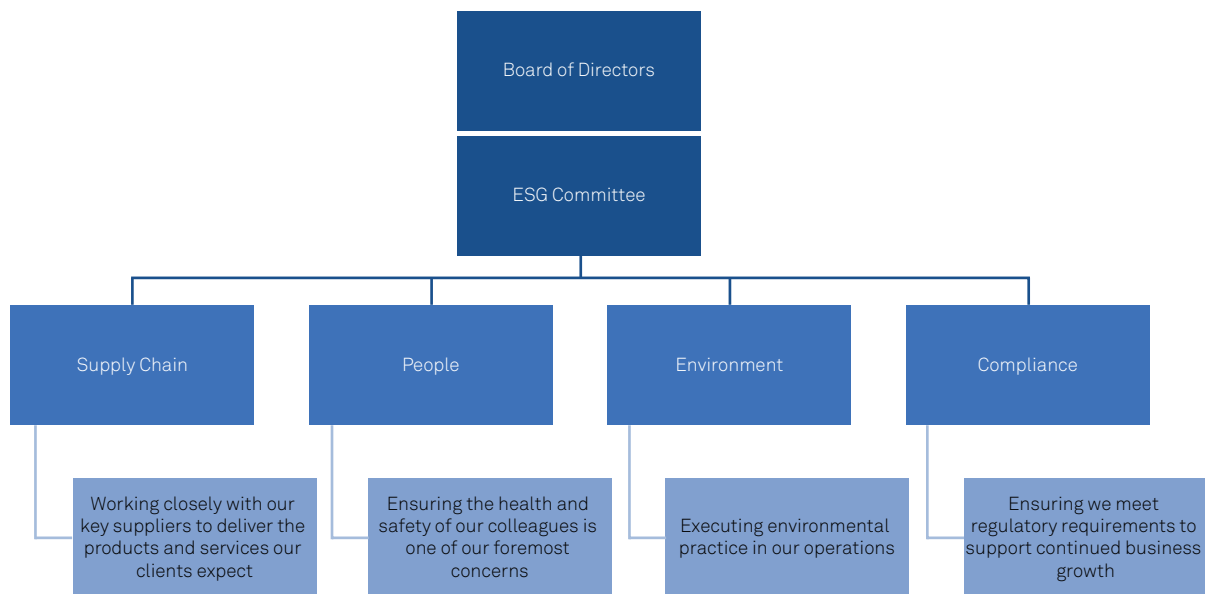 Board of Directors
ESG Committee
Supply Chain
People
Environment
Compliance
Working closely with our
key suppliers to deliver the
products and services our
clients expect
Ensuring the health and
safety of our colleagues is
one of our foremost
concerns
Executing environmental
practice in our operations
Ensuring we meet
regulatory requirements to
support continued business
growth